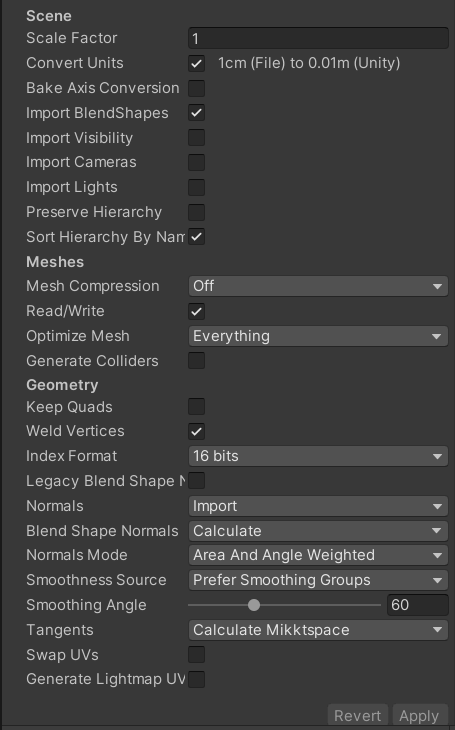 Scene
Scale Factor 1
Convert Units 1cm (File) to 0.01m (Unity)
Bake Axis Conversion
Import BlendShapes
Import Visibility
Import Cameras
Import Lights
Preserve Hierarchy
Sort Hierarchy By Nam
Meshes
Mesh Compression Off
Read/Write
Optimize Mesh Everything
Generate Colliders
Geometry
Keep Quads
Weld Vertices
Index Format 16 bits
Legacy Blend Shape N
Normals Import
Blend Shape Normals Calculate
Normals Mode Area And Angle Weighted
Smoothness Source Prefer Smoothing Groups
Smoothing Angle 60
Tangents Calculate Mikktspace
Swap UVs
Generate Lightmap UV
Revert Apply